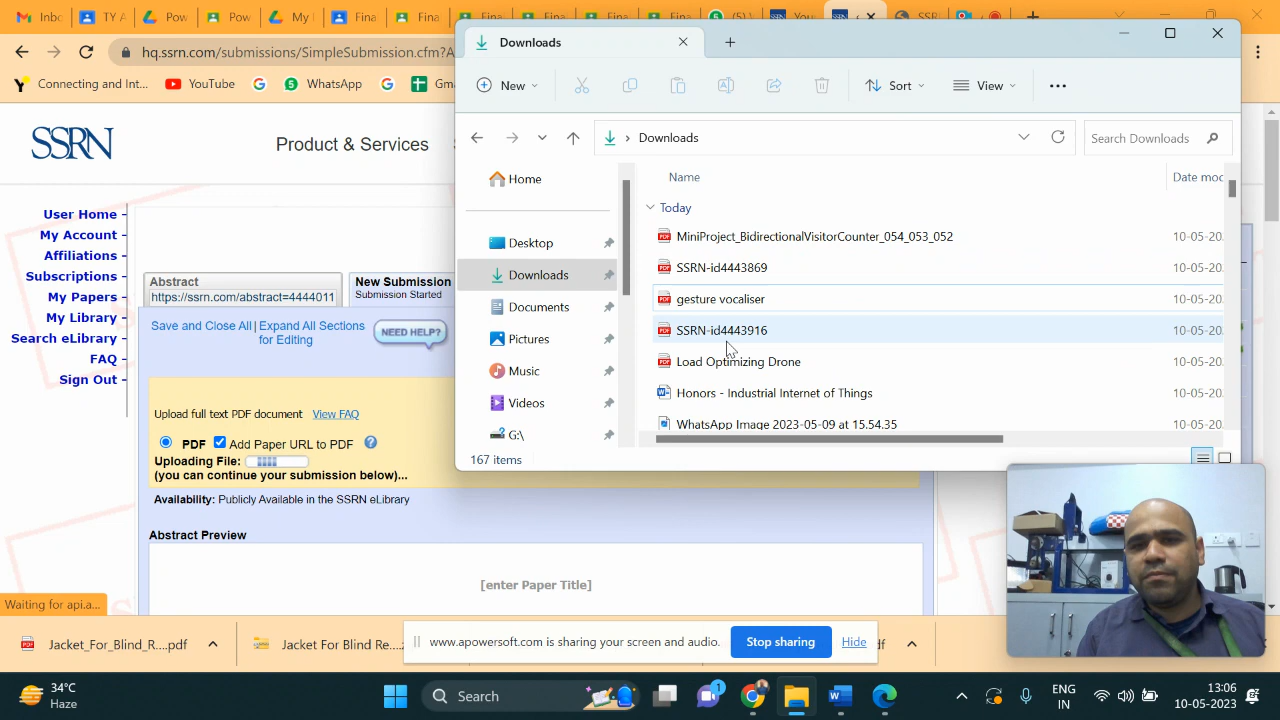 Inb
TY A
Pow
Pow
My I
Fina
Fina
Fina
Fina
Fina
(5)
You
SSRN
SSRI
hq.ssrn.com/submissions/SimpleSubmission.cfm?A
Connecting and Int...
YouTube
WhatsApp
Gma
Downloads
New
Sort
View
Downloads
Search Downloads
Home
Desktop
Downloads
Documents
Pictures
Music
Videos
G:\
Name
Date mod
Today
MiniProject_BidirectionalVisitorCounter_054_053_052
10-05-20
SSRN-id4443869
10-05-20
gesture vocaliser
10-05-20
SSRN-id4443916
10-05-20
Load Optimizing Drone
10-05-20
Honors - Industrial Internet of Things
10-05-20
WhatsApp Image 2023-05-09 at 15.54.35
10-05-20
167 items
SSRN
Product & Services
User Home
My Account
Affiliations
Subscriptions
My Papers
My Library
Search eLibrary
FAQ
Sign Out
Abstract
https://ssrn.com/abstract=4444011
New Submission
Submission Started
Save and Close All | Expand All Sections
for Editing
NEED HELP?
Upload full text PDF document View FAQ
PDF Add Paper URL to PDF
Uploading File:
(you can continue your submission below)...
Availability: Publicly Available in the SSRN eLibrary
Abstract Preview
[enter Paper Title]
Waiting for api.a...
Jacket_For_Blind_R....pdf
Jacket For Blind Re....z
www.apowersoft.com is sharing your screen and audio.
Stop sharing
Hide
df
34°C
Haze
Search
1
ENG
IN
13:06
10-05-2023